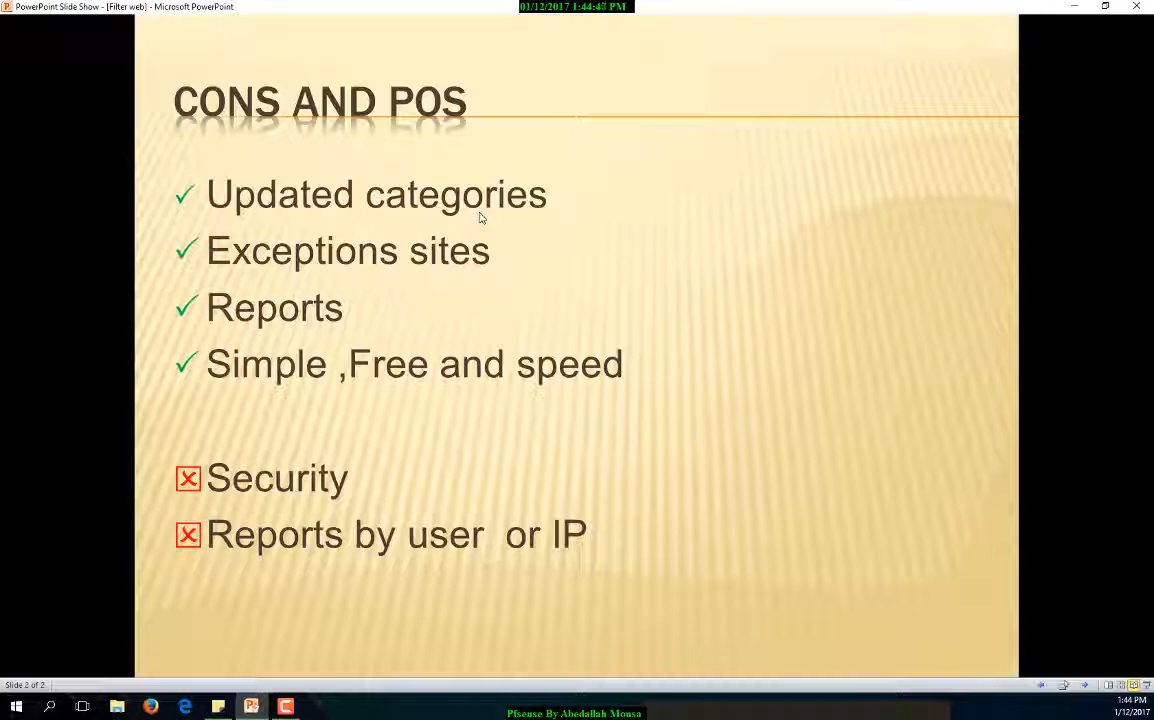 PowerPoint Slide Show - [Filter web] - Microsoft PowerPoint
01/12/2017 1:44:43 PM
CONS AND POS
Updated categories
Exceptions sites
Reports
Simple ,Free and speed
Security
Reports by user or IP
Slide 2 of 2
1:44 PM
Pfsense By Abedallah Mousa
1/12/2017